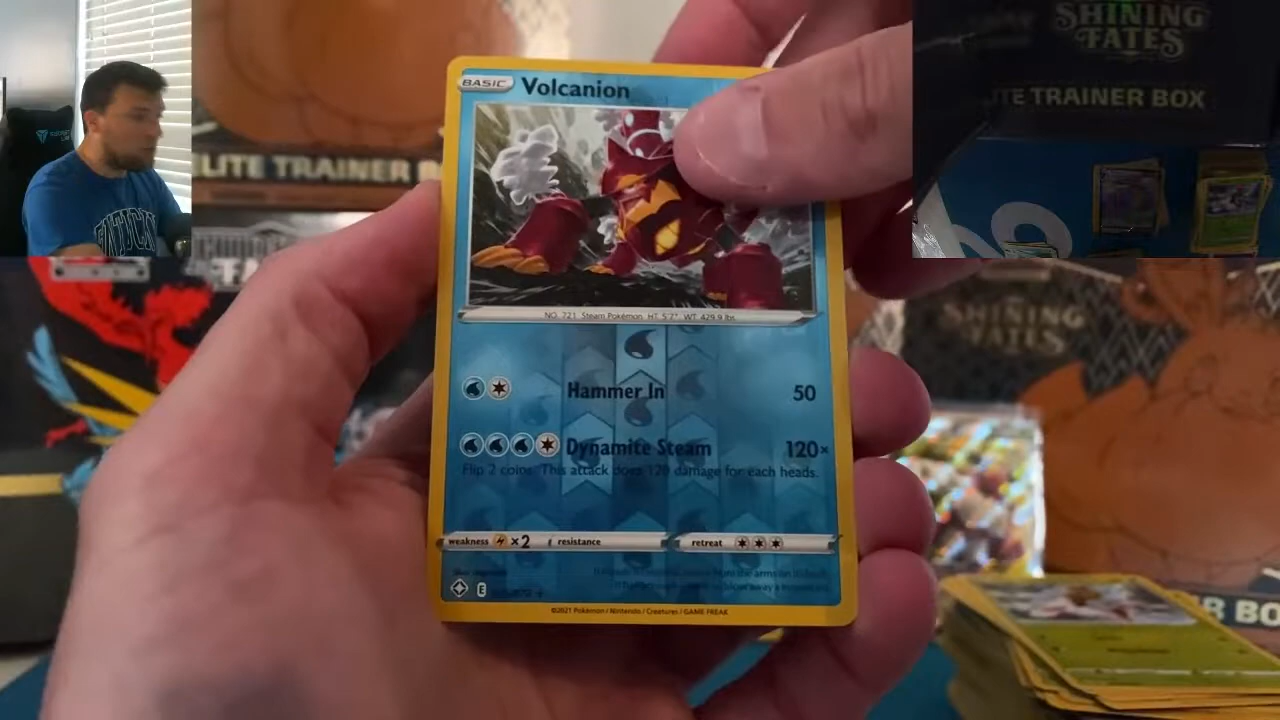 SHINING
FATES
ELITE TRAINER BOX
ELITE TRAINER BOX
BASIC Volcanion
NO. 721 Steam Pokémon HT. 5'7" WT. 429.9 lbs.
SHINING
FATES
Hammer In 50
Dynamite Steam 120×
Flip 2 coins. This attack does 120 damage for each heads.
weakness ×2 resistance retreat
E
©2021 Pokémon / Nintendo / Creatures / GAME FREAK
R BO